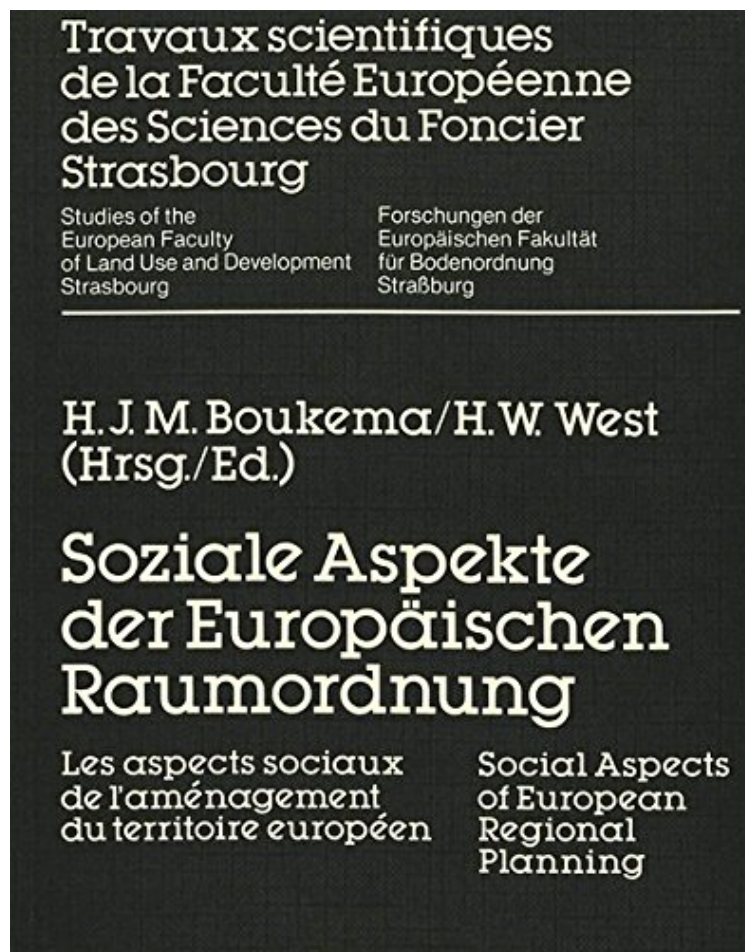 Travaux scientifiques
de la Faculté Européenne
des Sciences du Foncier
Strasbourg
Studies of the
European Faculty
of Land Use and Development
Strasbourg
Forschungen der
Europäischen Fakultät
für Bodenordnung
Straßburg
H. J. M. Boukema/H. W. West
(Hrsg./Ed.)
Soziale Aspekte
der Europäischen
Raumordnung
Les aspects sociaux
de l'aménagement
du territoire européen
Social Aspects
of European
Regional
Planning